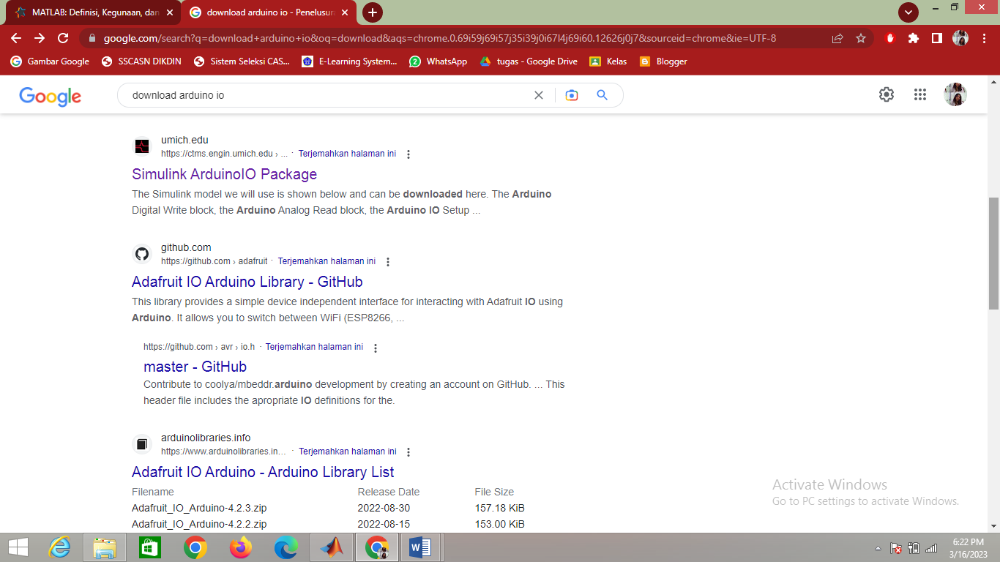 MATLAB: Definisi, Kegunaan, dan
download arduino io - Penelusura
google.com/search?q=download+arduino+io&oq=download&aqs=chrome.0.69i59j69i57j35i39j0i67l4j69i60.12626j0j7&sourceid=chrome&ie=UTF-8
Gambar Google
SSCASN DIKDIN
Sistem Seleksi CAS...
E-Learning System...
WhatsApp
tugas - Google Drive
Kelas
Blogger
Google
download arduino io
umich.edu
https://ctms.engin.umich.edu › ... · Terjemahkan halaman ini
Simulink ArduinoIO Package
The Simulink model we will use is shown below and can be downloaded here. The Arduino
Digital Write block, the Arduino Analog Read block, the Arduino IO Setup ...
github.com
https://github.com › adafruit · Terjemahkan halaman ini
Adafruit IO Arduino Library - GitHub
This library provides a simple device independent interface for interacting with Adafruit IO using
Arduino. It allows you to switch between WiFi (ESP8266, ...
https://github.com › avr › io.h · Terjemahkan halaman ini
master - GitHub
Contribute to coolya/mbeddr.arduino development by creating an account on GitHub. ... This
header file includes the apropriate IO definitions for the.
arduinolibraries.info
https://www.arduinolibraries.in... · Terjemahkan halaman ini
Adafruit IO Arduino - Arduino Library List
Filename Release Date File Size
Adafruit_IO_Arduino-4.2.3.zip 2022-08-30 157.18 KiB
Adafruit_IO_Arduino-4.2.2.zip 2022-08-15 153.00 KiB
Activate Windows
Go to PC settings to activate Windows.
6:22 PM
3/16/2023